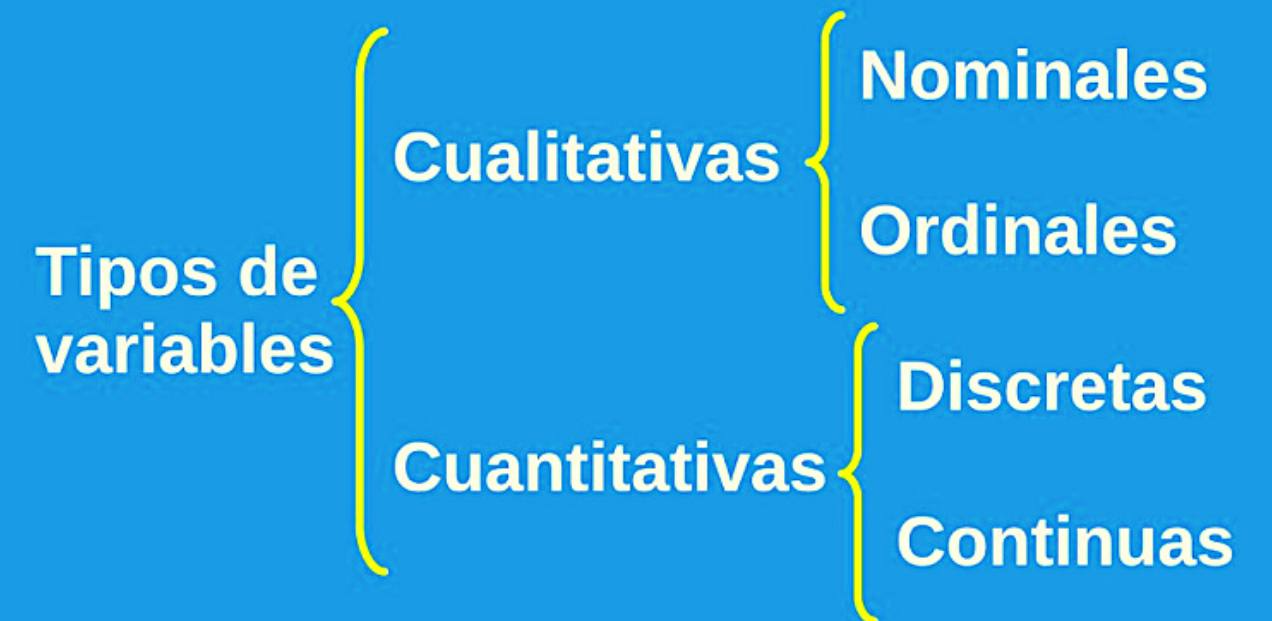 Tipos de
variables
Cualitativas
Nominales
Ordinales
Cuantitativas
Discretas
Continuas